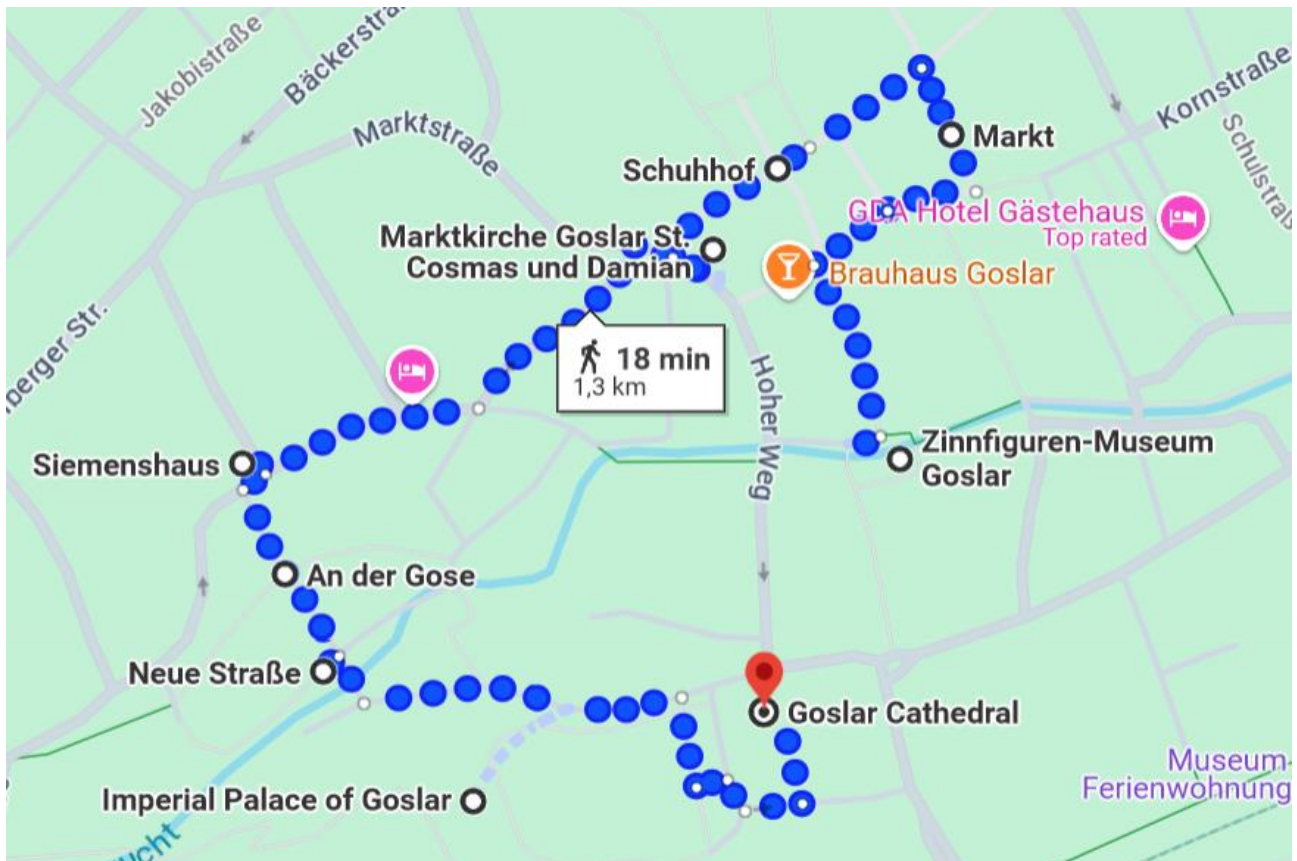 Jakobistraße
Bäckerstra
Marktstraße
Kornstraße
Schulstraß
Markt
Schuhhof
GDA Hotel Gästehaus
Top rated
Marktkirche Goslar St.
Cosmas und Damian
Brauhaus Goslar
lberger Str.
18 min
1,3 km
Hoher Weg
Siemenshaus
Zinnfiguren-Museum
Goslar
An der Gose
Neue Straße
Goslar Cathedral
Imperial Palace of Goslar
Museum
Ferienwohnung
ucht